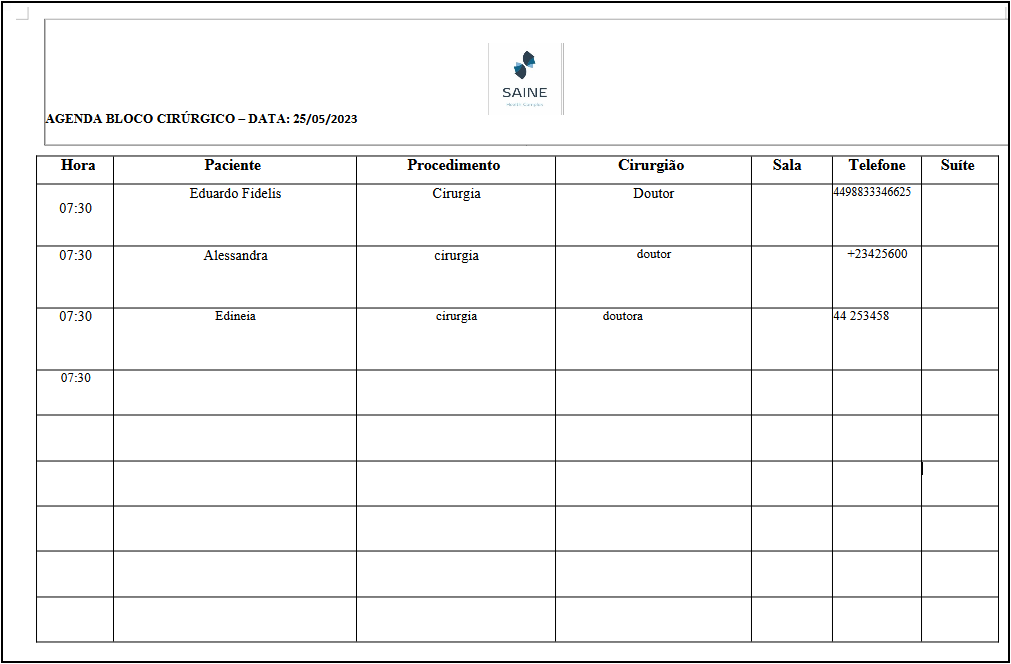 SAINE
AGENDA BLOCO CIRÚRGICO – DATA: 25/05/2023
Hora Paciente Procedimento Cirurgião Sala Telefone Suíte
07:30 Eduardo Fidelis Cirurgia Doutor 4498833346625
07:30 Alessandra cirurgia doutor +23425600
07:30 Edineia cirurgia doutora 44 253458
07:30